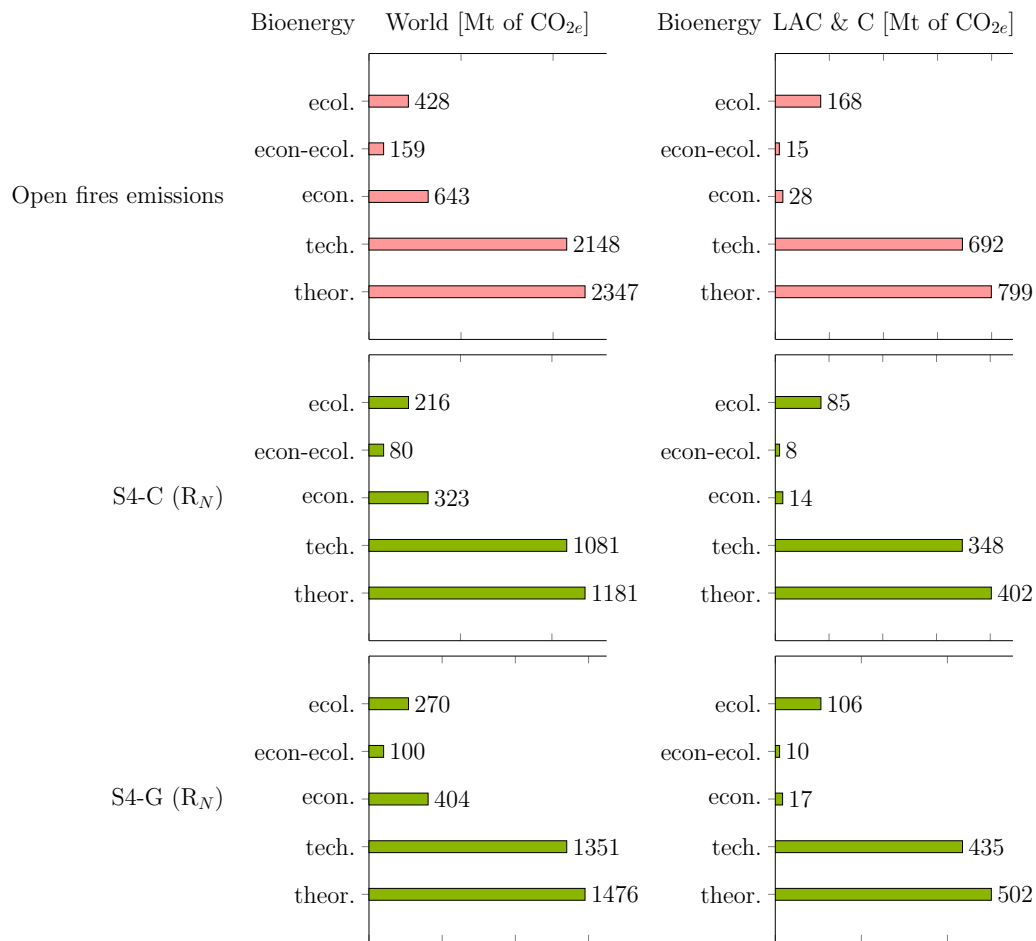 Bioenergy World [Mt of CO2e] Bioenergy LAC & C [Mt of CO2e]
ecol. 428 ecol. 168
econ-ecol. 159 econ-ecol. 15
Open fires emissions econ. 643 econ. 28
tech. 2148 tech. 692
theor. 2347 theor. 799
ecol. 216 ecol. 85
econ-ecol. 80 econ-ecol. 8
S4-C (RN) econ. 323 econ. 14
tech. 1081 tech. 348
theor. 1181 theor. 402
ecol. 270 ecol. 106
econ-ecol. 100 econ-ecol. 10
S4-G (RN) econ. 404 econ. 17
tech. 1351 tech. 435
theor. 1476 theor. 502